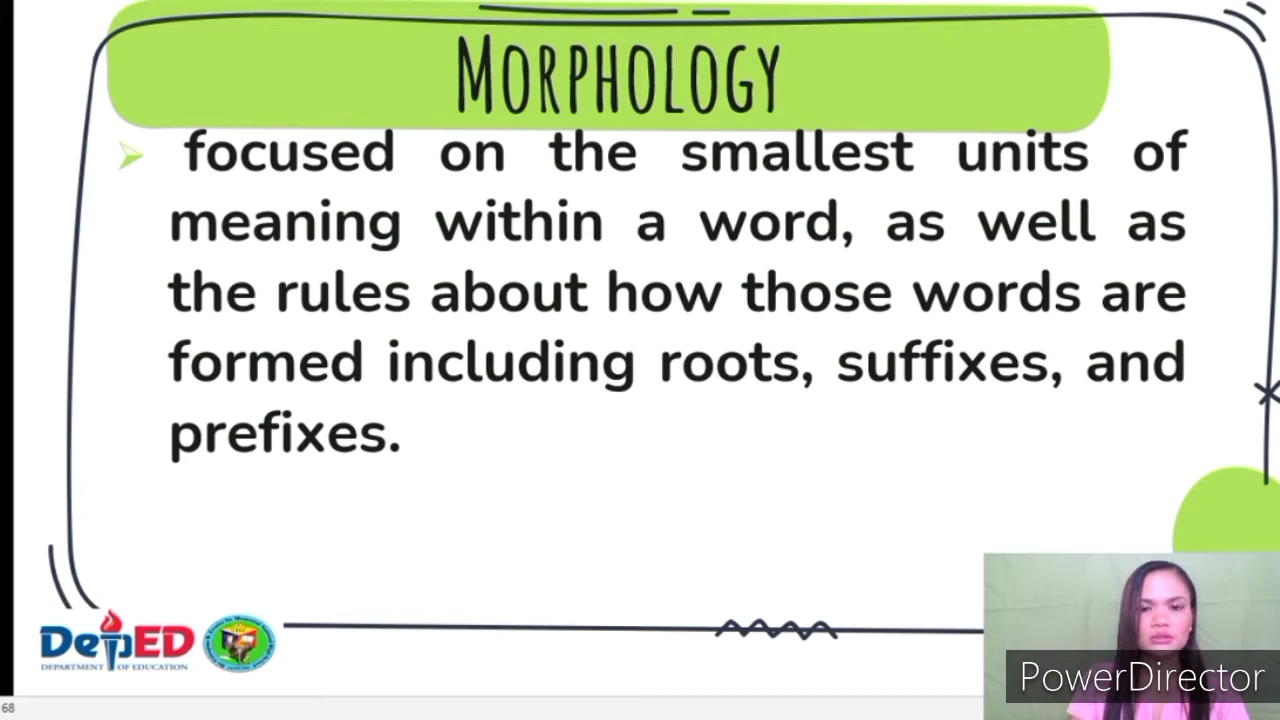 MORPHOLOGY
focused on the smallest units of
meaning within a word, as well as
the rules about how those words are
formed including roots, suffixes, and
prefixes.
DepED
DEPARTMENT OF EDUCATION
PowerDirector
68